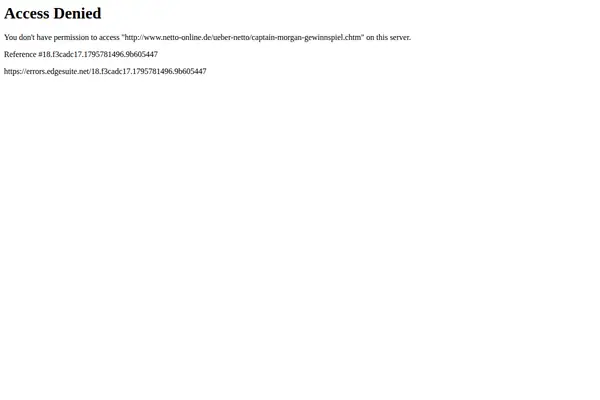 Access Denied
You don't have permission to access "http://www.netto-online.de/ueber-netto/captain-morgan-gewinnspiel.chtm" on this server.
Reference #18.f3cadc17.1795781496.9b605447
https://errors.edgesuite.net/18.f3cadc17.1795781496.9b605447